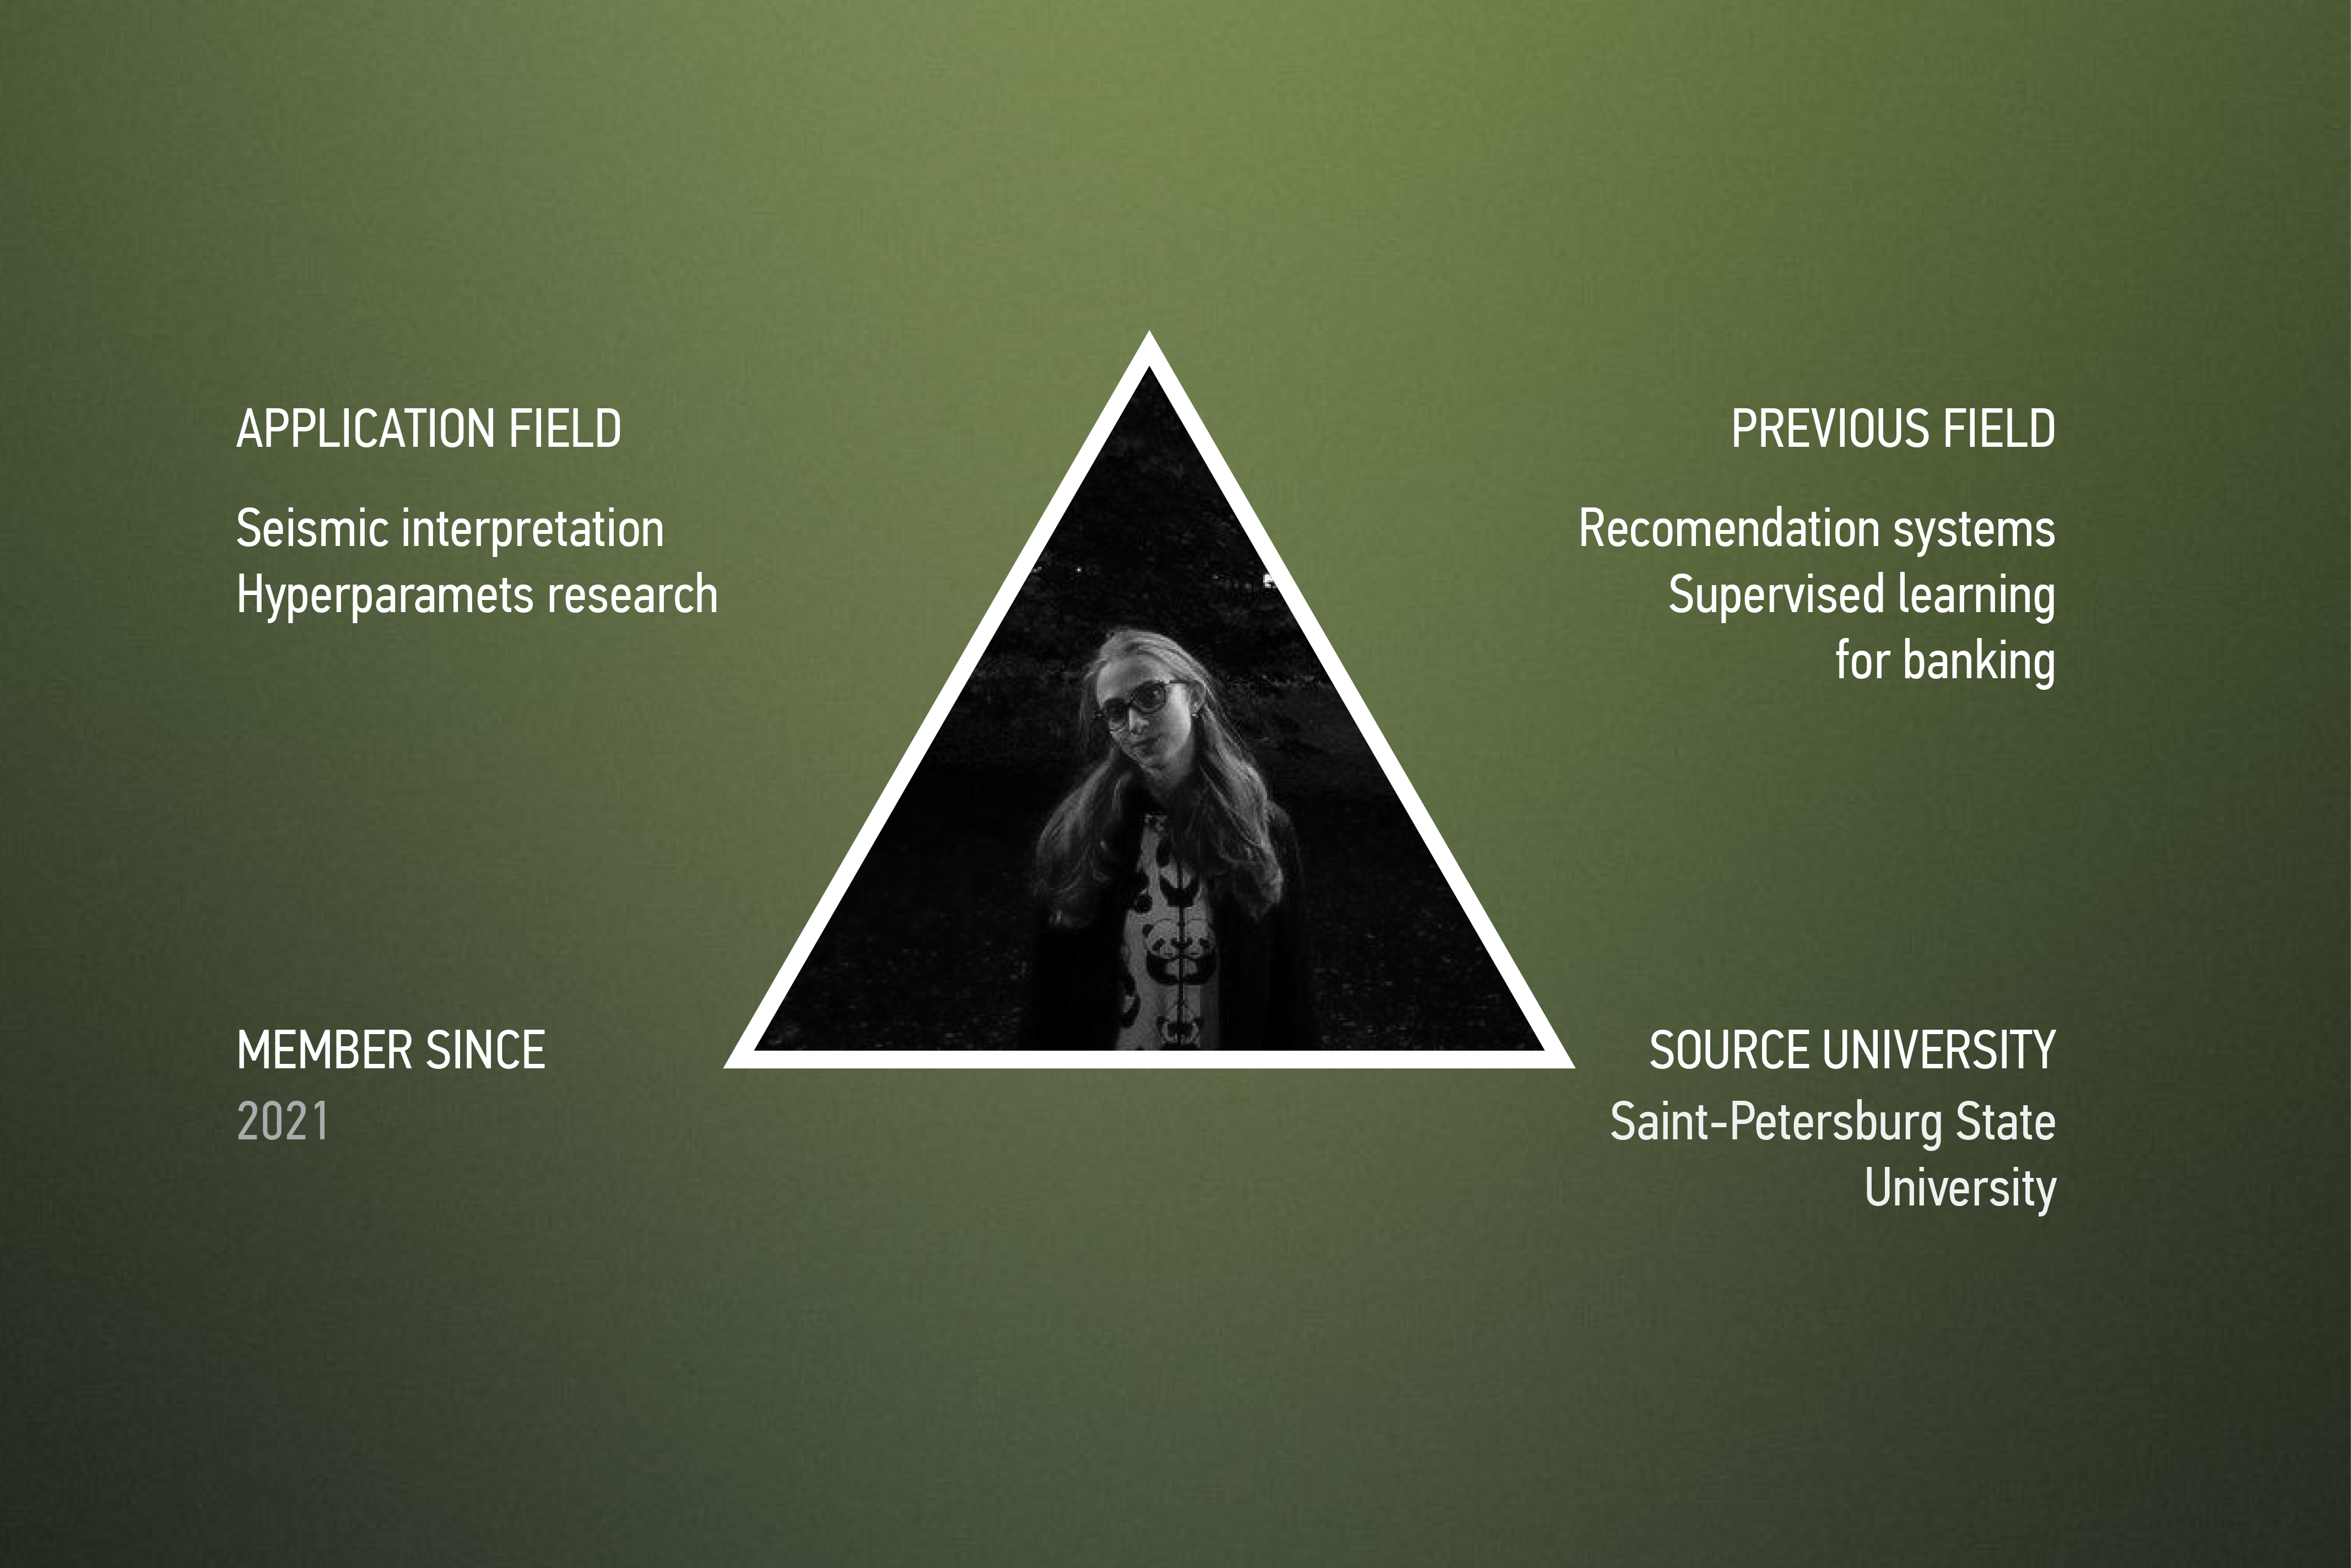 APPLICATION FIELD
Seismic interpretation
Hyperparamets research
PREVIOUS FIELD
Recomendation systems
Supervised learning
for banking
MEMBER SINCE
2021
SOURCE UNIVERSITY
Saint-Petersburg State
University